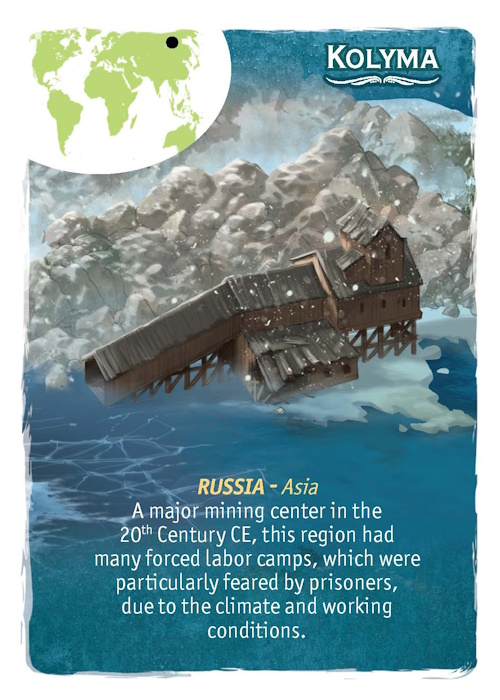 KOLYMA
RUSSIA - Asia
A major mining center in the
20th Century CE, this region had
many forced labor camps, which were
particularly feared by prisoners,
due to the climate and working
conditions.